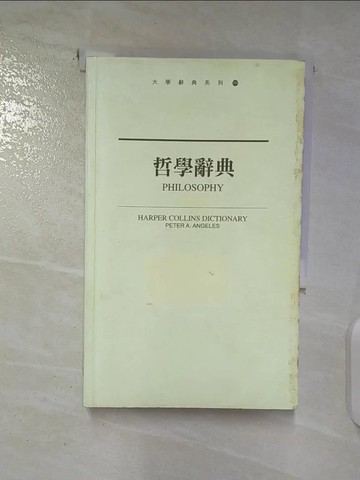 大學辭典系列
哲學辭典
PHILOSOPHY
HARPER COLLINS DICTIONARY
PETER A. ANGELES